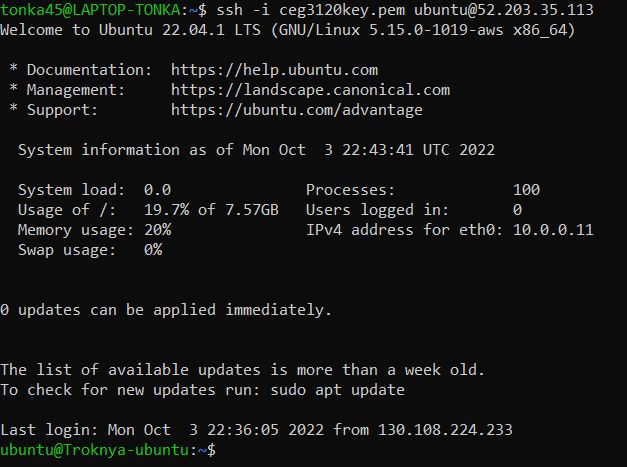 tonka45@LAPTOP-TONKA:~$ ssh -i ceg3120key.pem ubuntu@52.203.35.113
Welcome to Ubuntu 22.04.1 LTS (GNU/Linux 5.15.0-1019-aws x86_64)
* Documentation:  https://help.ubuntu.com
* Management:     https://landscape.canonical.com
* Support:        https://ubuntu.com/advantage
System information as of Mon Oct  3 22:43:41 UTC 2022
System load:  0.0                Processes:             100
Usage of /:   19.7% of 7.57GB   Users logged in:       0
Memory usage: 20%                IPv4 address for eth0: 10.0.0.11
Swap usage:   0%
0 updates can be applied immediately.
The list of available updates is more than a week old.
To check for new updates run: sudo apt update
Last login: Mon Oct  3 22:36:05 2022 from 130.108.224.233
ubuntu@Troknya-ubuntu:~$